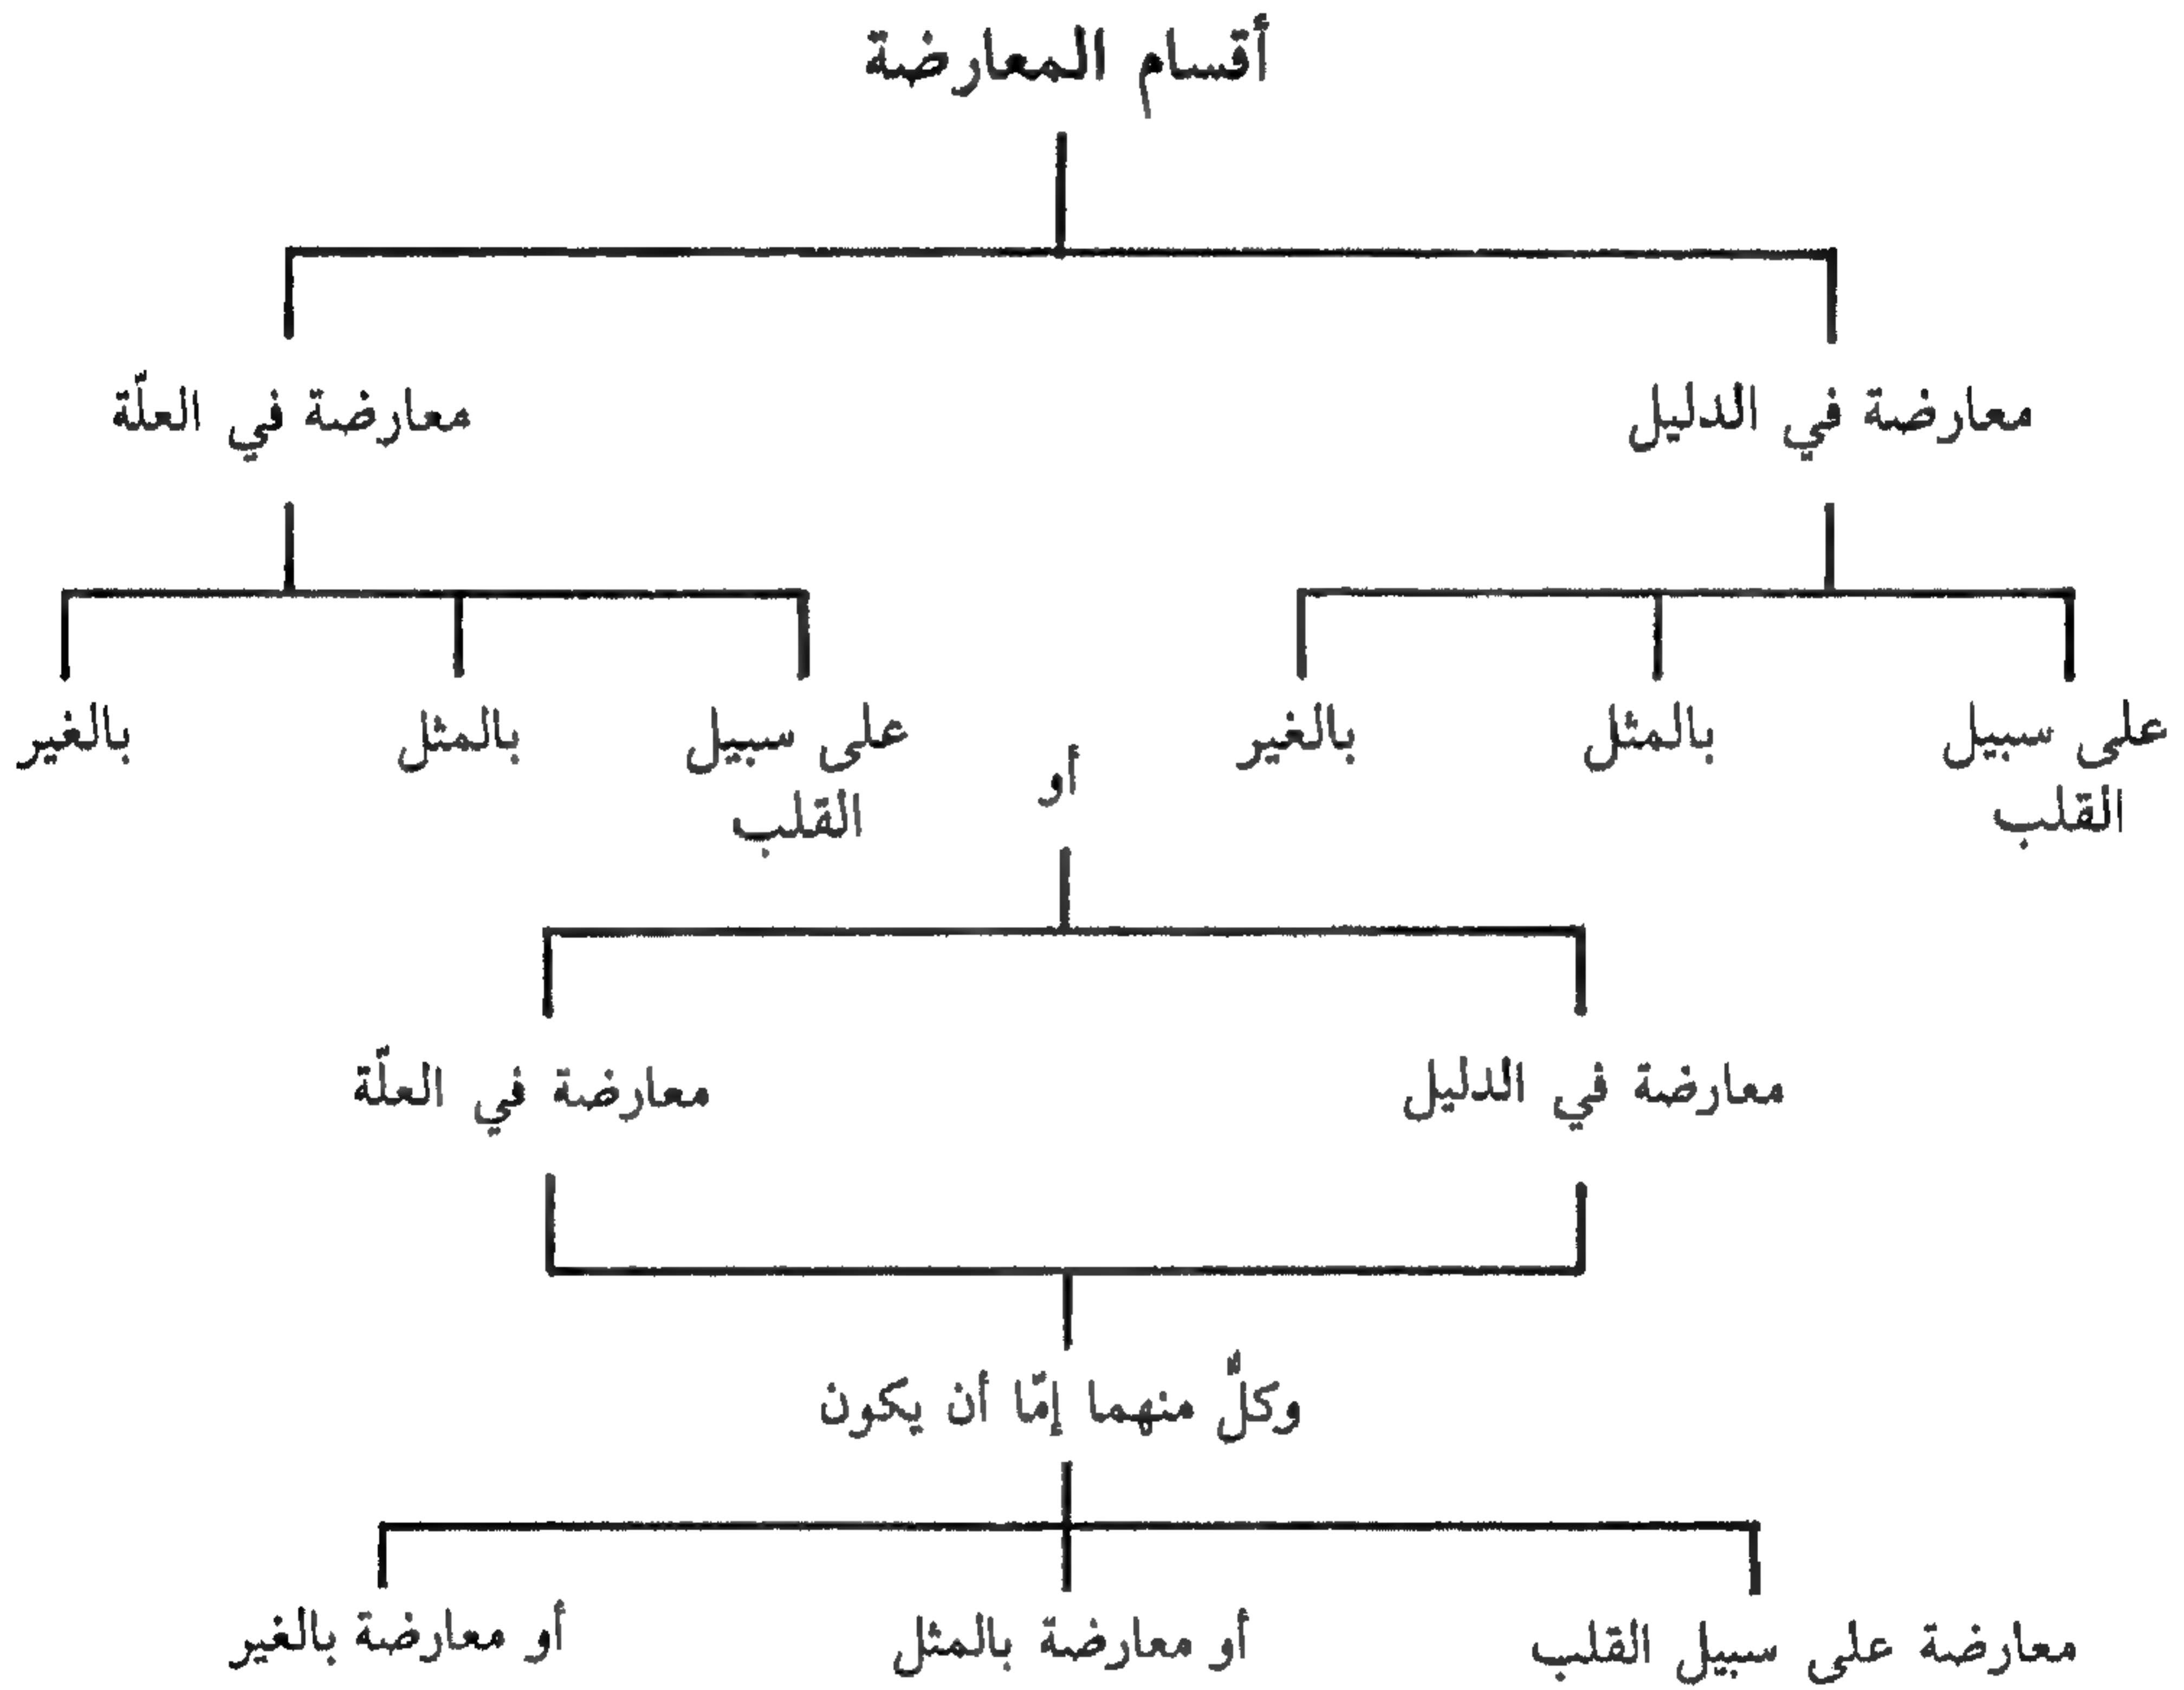 أقسام المعارضة
معارضة في الدليل
معارضة في العلّة
على سبيل
القلب
بالمثل
بالغير
على سبيل
القلب
بالمثل
بالغير
أو
معارضة في الدليل
معارضة في العلّة
وكلٌّ منهما إمّا أن يكون
معارضة على سبيل القلب
أو معارضة بالمثل
أو معارضة بالغير